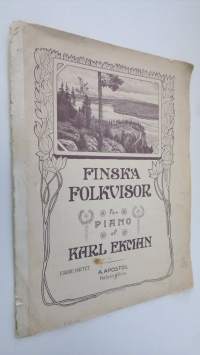 FINSKA
FOLKVISOR
för
PIANO
af
KARL EKMAN
A. APOSTOL